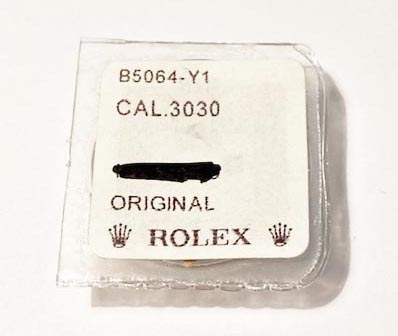 B5064-Y1
CAL.3030
ORIGINAL
ROLEX